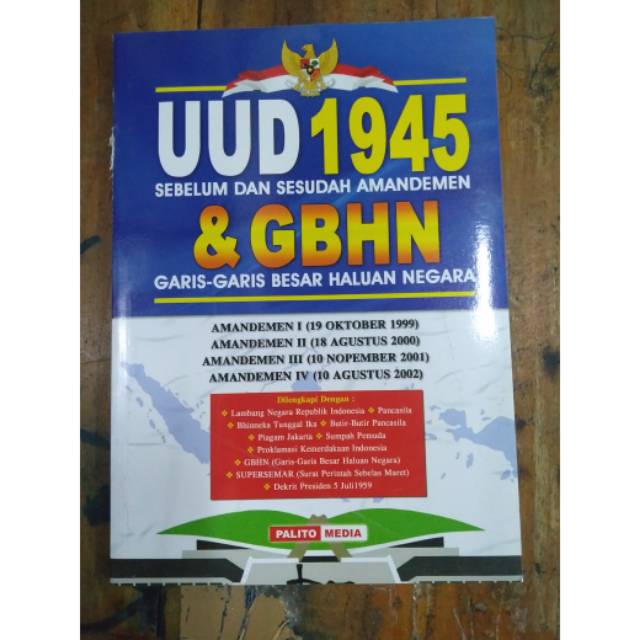 UUD 1945
SEBELUM DAN SESUDAH AMANDEMEN
& GBHN
GARIS-GARIS BESAR HALUAN NEGARA
AMANDEMEN I (19 OKTOBER 1999)
AMANDEMEN II (18 AGUSTUS 2000)
AMANDEMEN III (10 NOPEMBER 2001)
AMANDEMEN IV (10 AGUSTUS 2002)
Dilengkapi Dengan :
❖ Lambang Negara Republik Indonesia ❖ Pancasila
❖ Bhinneka Tunggal Ika ❖ Butir-Butir Pancasila
❖ Piagam Jakarta ❖ Sumpah Pemuda
❖ Proklamasi Kemerdakaan Indonesia
❖ GBHN (Garis-Garis Besar Haluan Negara)
❖ SUPERSEMAR (Surat Perintah Sebelas Maret)
❖ Dekrit Presiden 5 Juli1959
PALITO MEDIA